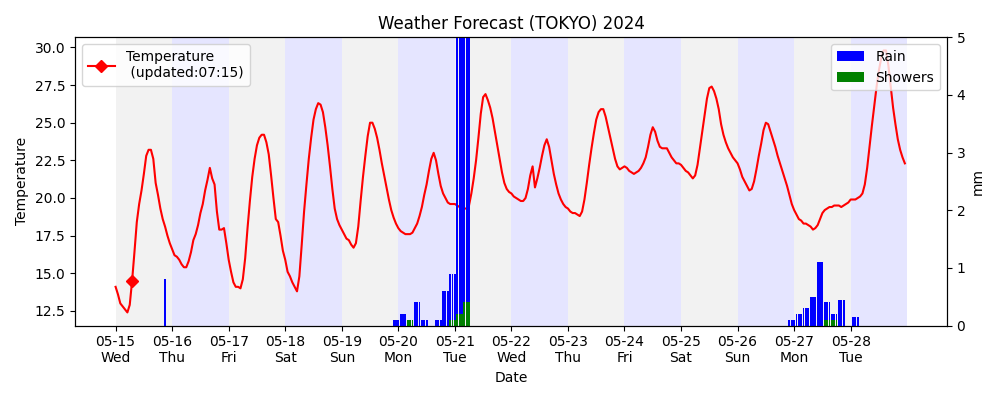 Weather Forecast (TOKYO) 2024
Temperature
(updated:07:15)
Rain
Showers
30.0
27.5
25.0
22.5
20.0
17.5
15.0
12.5
Temperature
5
4
3
2
1
0
mm
05-15 05-16 05-17 05-18 05-19 05-20 05-21 05-22 05-23 05-24 05-25 05-26 05-27 05-28
Wed Thu Fri Sat Sun Mon Tue Wed Thu Fri Sat Sun Mon Tue
Date